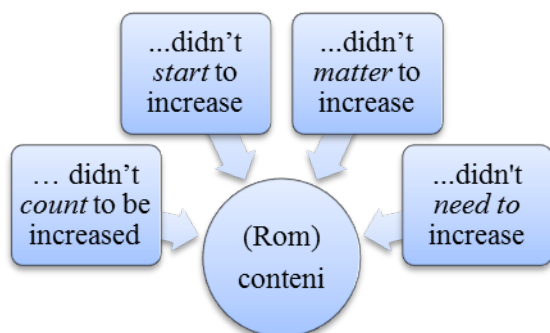 ...didn't
start to
increase
...didn't
matter to
increase
... didn't
count to be
increased
...didn't
need to
increase
(Rom)
conteni